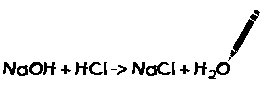 NaOH + HCl -> NaCl + H₂O